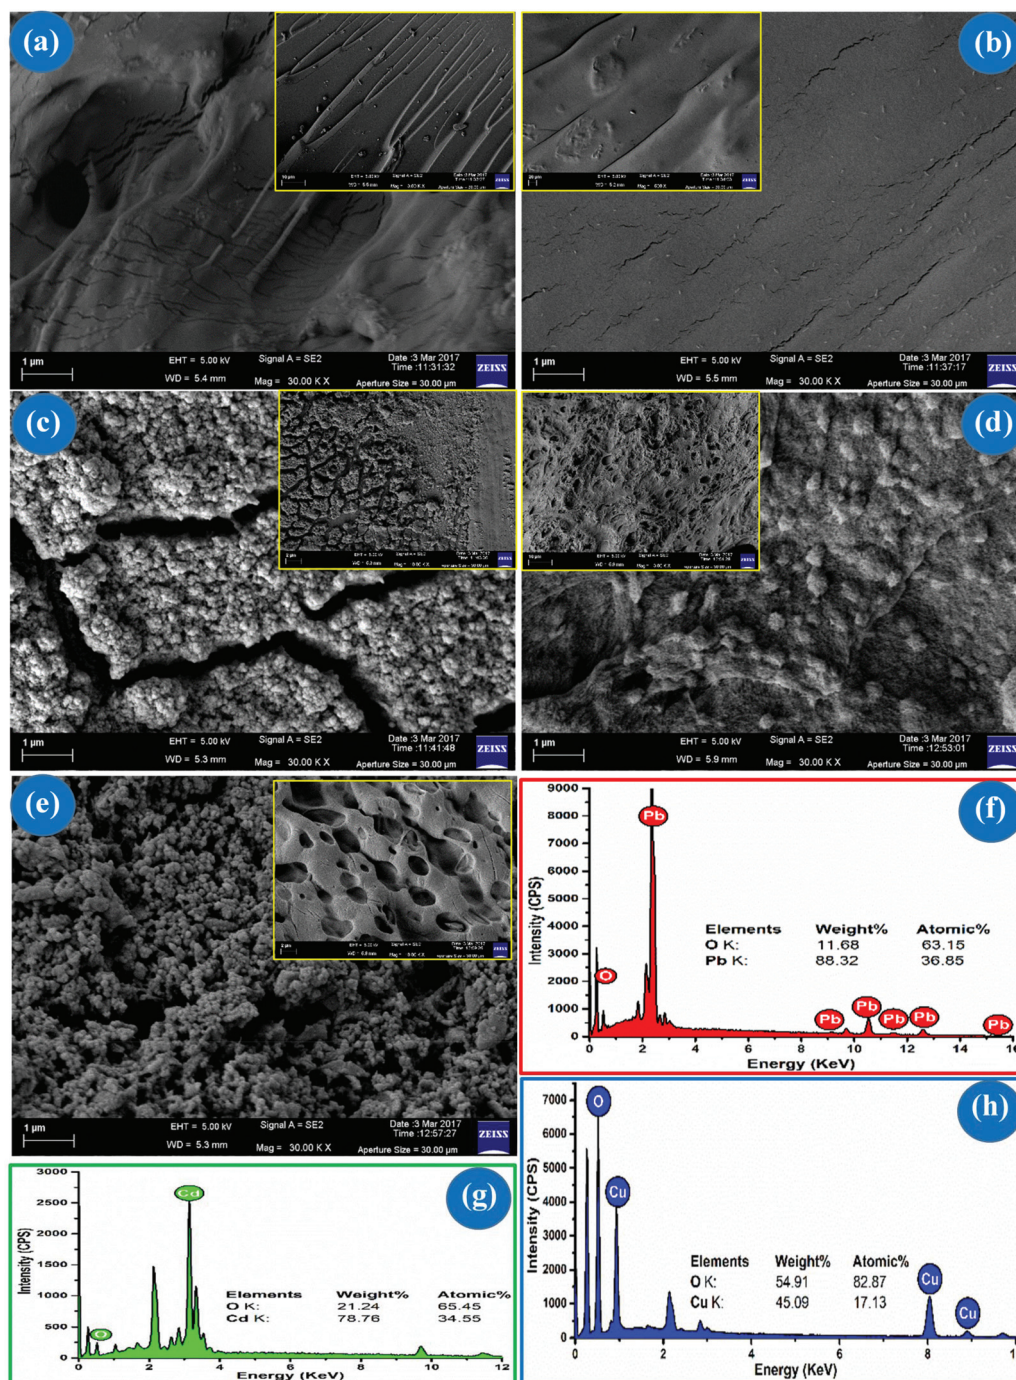 (a)
(b)
1 µm
EHT = 5.00 kV
Signal A = SE2
Date :3 Mar 2017
Time :11:31:32
WD = 5.4 mm
Mag = 30.00 K X
Aperture Size = 30.00 µm
ZEISS
1 µm
EHT = 5.00 kV
Signal A = SE2
Date :3 Mar 2017
Time :11:37:17
WD = 5.5 mm
Mag = 30.00 K X
Aperture Size = 30.00 µm
ZEISS
(c)
(d)
1 µm
EHT = 5.00 kV
Signal A = SE2
Date :3 Mar 2017
Time :11:41:48
WD = 5.3 mm
Mag = 30.00 K X
Aperture Size = 30.00 µm
ZEISS
1 µm
EHT = 5.00 kV
Signal A = SE2
Date :3 Mar 2017
Time :12:53:01
WD = 5.9 mm
Mag = 30.00 K X
Aperture Size = 30.00 µm
ZEISS
(e)
1 µm
EHT = 5.00 kV
Signal A = SE2
Date :3 Mar 2017
Time :12:57:27
WD = 5.3 mm
Mag = 30.00 K X
Aperture Size = 30.00 µm
ZEISS
(f)
9000
8000
7000
6000
5000
4000
3000
2000
1000
0
Intensity (CPS)
Pb
O
Elements Weight% Atomic%
O K: 11.68 63.15
Pb K: 88.32 36.85
Pb
Pb
Pb
Pb
Pb
0 2 4 6 8 10 12 14 16
Energy (KeV)
(g)
3000
2500
2000
1500
1000
500
0
Intensity (CPS)
Cd
O
Elements Weight% Atomic%
O K: 21.24 65.45
Cd K: 78.76 34.55
0 2 4 6 8 10 12
Energy (KeV)
(h)
7000
6000
5000
4000
3000
2000
1000
0
Intensity (CPS)
O
Cu
Elements Weight% Atomic%
O K: 54.91 82.87
Cu K: 45.09 17.13
Cu
Cu
0 2 4 6 8 10
Energy (KeV)